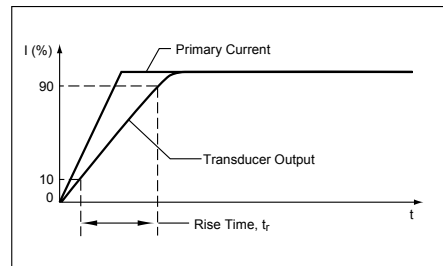 I (%)
Primary Current
90
Transducer Output
10
0
t
Rise Time, tr